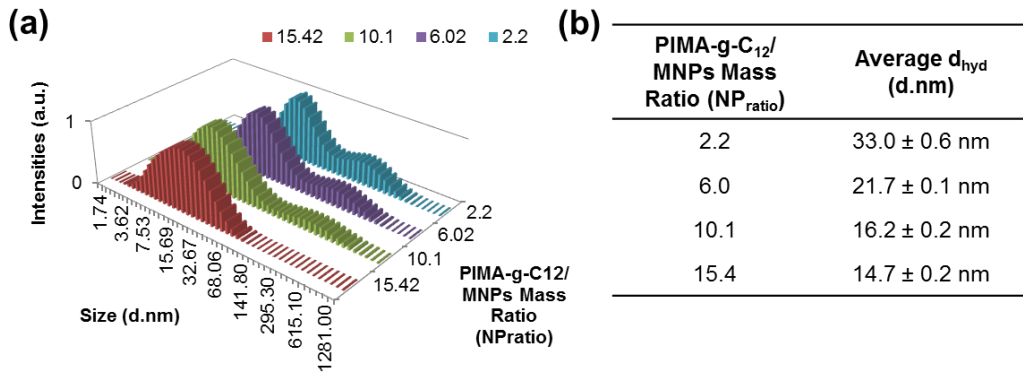 (a)
15.42 10.1 6.02 2.2
Intensities (a.u.)
1
0
1.74
3.62
7.53
15.69
32.67
68.06
141.80
295.30
615.10
1281.00
Size (d.nm)
2.2
6.02
10.1
15.42
PIMA-g-C12/
MNPs Mass
Ratio
(NPratio)
(b)
PIMA-g-C₁₂/
MNPs Mass
Ratio (NPratio)
Average dhyd
(d.nm)
2.2 33.0 ± 0.6 nm
6.0 21.7 ± 0.1 nm
10.1 16.2 ± 0.2 nm
15.4 14.7 ± 0.2 nm